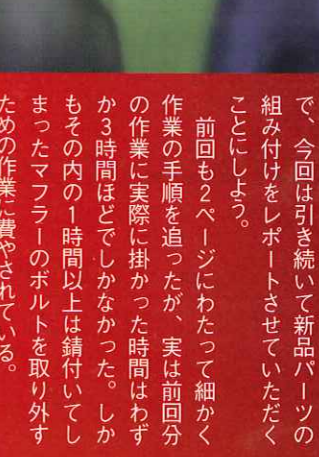 で、今回は引き続いて新品パーツの
組み付けをレポートさせていただく
ことにしよう。
　前回も2ページにわたって細かく
作業の手順を追ったが、実は前回分
の作業に実際に掛かった時間はわず
か3時間ほどでしかなかった。しか
もその内の1時間以上は錆付いてし
まったマフラーのボルトを取り外す
ための作業に費やされている。